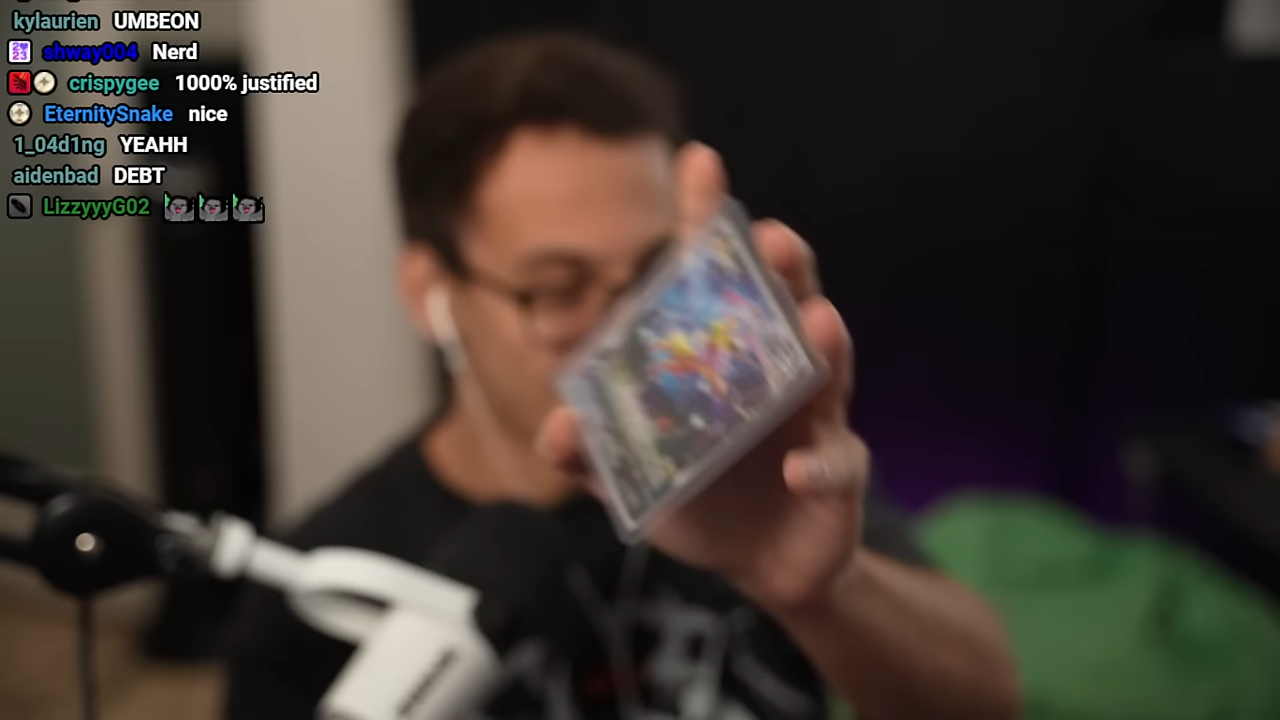 kylaurien UMBEON
shway004 Nerd
crispygee 1000% justified
EternitySnake nice
1_04d1ng YEAHH
aidenbad DEBT
LizzyyyG02